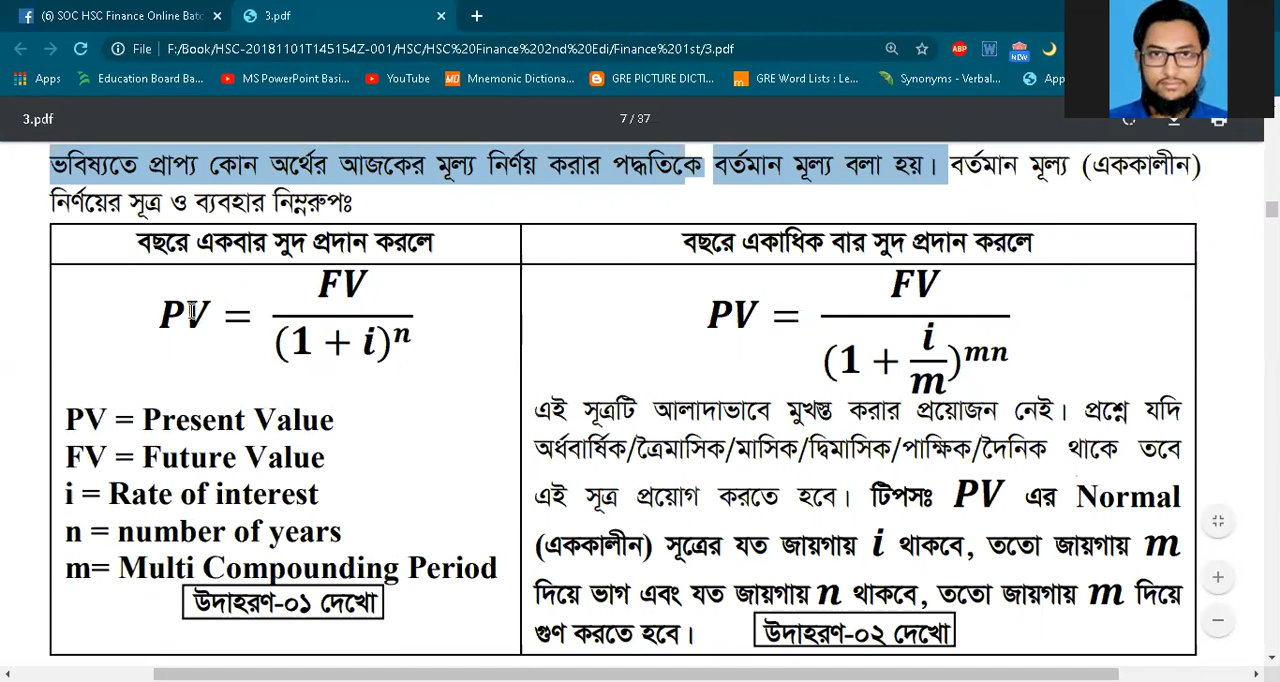 (6) SOC HSC Finance Online Batc
3.pdf
File
F:/Book/HSC-20181101T145154Z-001/HSC/HSC%20Finance%202nd%20Edi/Finance%201st/3.pdf
ABP
W
NEW
Apps
Education Board Ba...
MS PowerPoint Basi...
YouTube
Mnemonic Dictiona...
GRE PICTURE DICTI...
GRE Word Lists : Le...
Synonyms - Verbal...
App
3.pdf
7 / 37
ভবিষ্যতে প্রাপ্য কোন অর্থের আজকের মূল্য নির্ণয় করার পদ্ধতিকে বর্তমান মূল্য বলা হয়। বর্তমান মূল্য (এককালীন)
নির্ণয়ের সূত্র ও ব্যবহার নিম্নরুপঃ
বছরে একবার সুদ প্রদান করলে
PV = FV / (1 + i)^n
PV = Present Value
FV = Future Value
i = Rate of interest
n = number of years
m= Multi Compounding Period
উদাহরণ-০১ দেখো
বছরে একাধিক বার সুদ প্রদান করলে
PV = FV / (1 + i/m)^mn
এই সূত্রটি আলাদাভাবে মুখস্ত করার প্রয়োজন নেই। প্রশ্নে যদি
অর্ধবার্ষিক/ত্রৈমাসিক/মাসিক/দ্বিমাসিক/পাক্ষিক/দৈনিক থাকে তবে
এই সূত্র প্রয়োগ করতে হবে। টিপসঃ PV এর Normal
(এককালীন) সূত্রের যত জায়গায় i থাকবে, ততো জায়গায় m
দিয়ে ভাগ এবং যত জায়গায় n থাকবে, ততো জায়গায় m দিয়ে
গুণ করতে হবে।
উদাহরণ-০২ দেখো